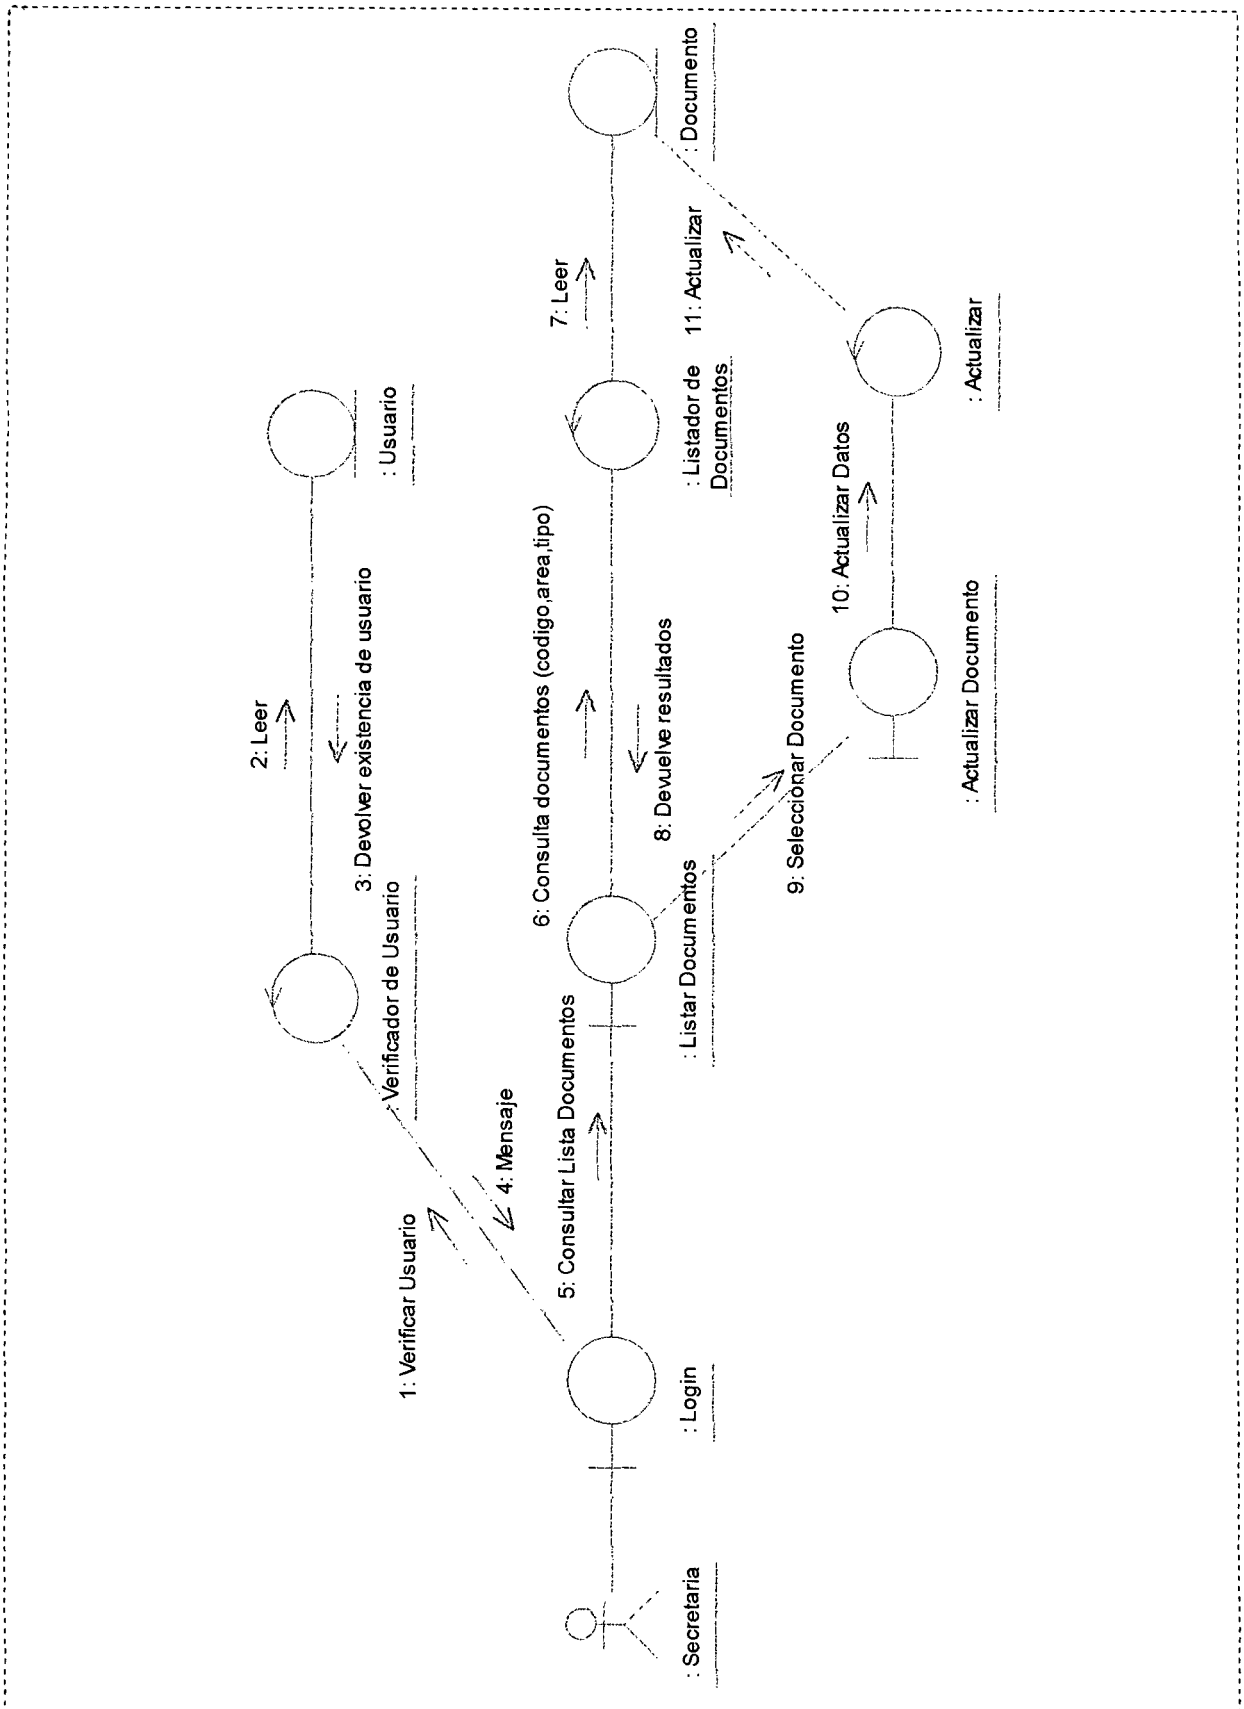 2: Leer
3: Devolver existencia de usuario
: Usuario
: Verificador de Usuario
1: Verificar Usuario
4: Mensaje
5: Consultar Lista Documentos
6: Consulta documentos (codigo,area,tipo)
7: Leer
8: Devuelve resultados
: Secretaria
: Login
: Listar Documentos
: Listador de
Documentos
: Documento
11: Actualizar
9: Seleccionar Documento
10: Actualizar Datos
: Actualizar Documento
: Actualizar